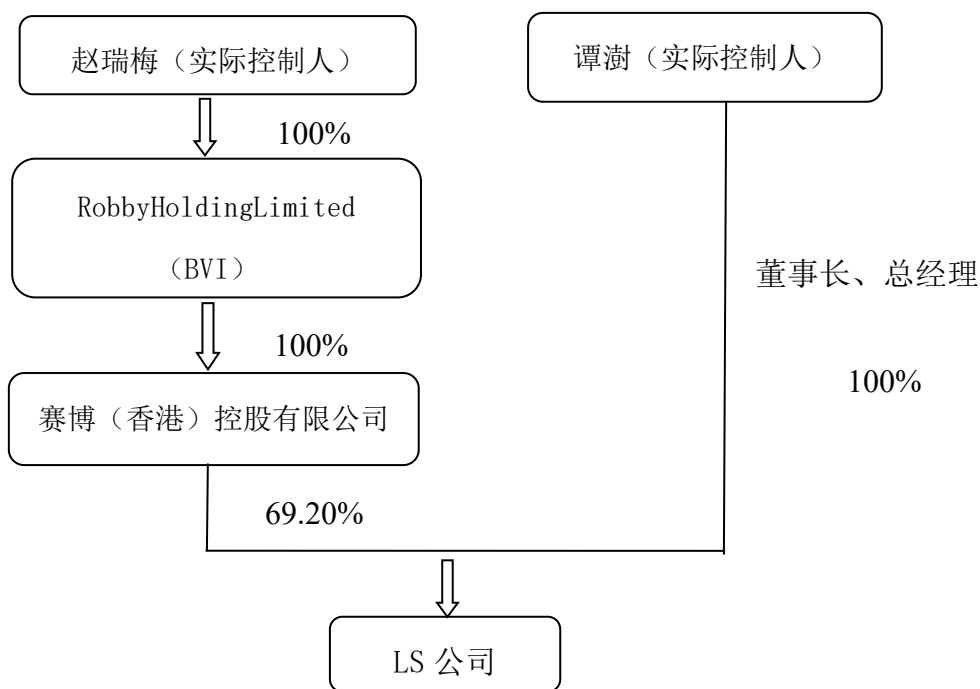 赵瑞梅（实际控制人）
谭澍（实际控制人）
100%
RobbyHoldingLimited
（BVI）
董事长、总经理
100%
100%
赛博（香港）控股有限公司
69.20%
LS 公司